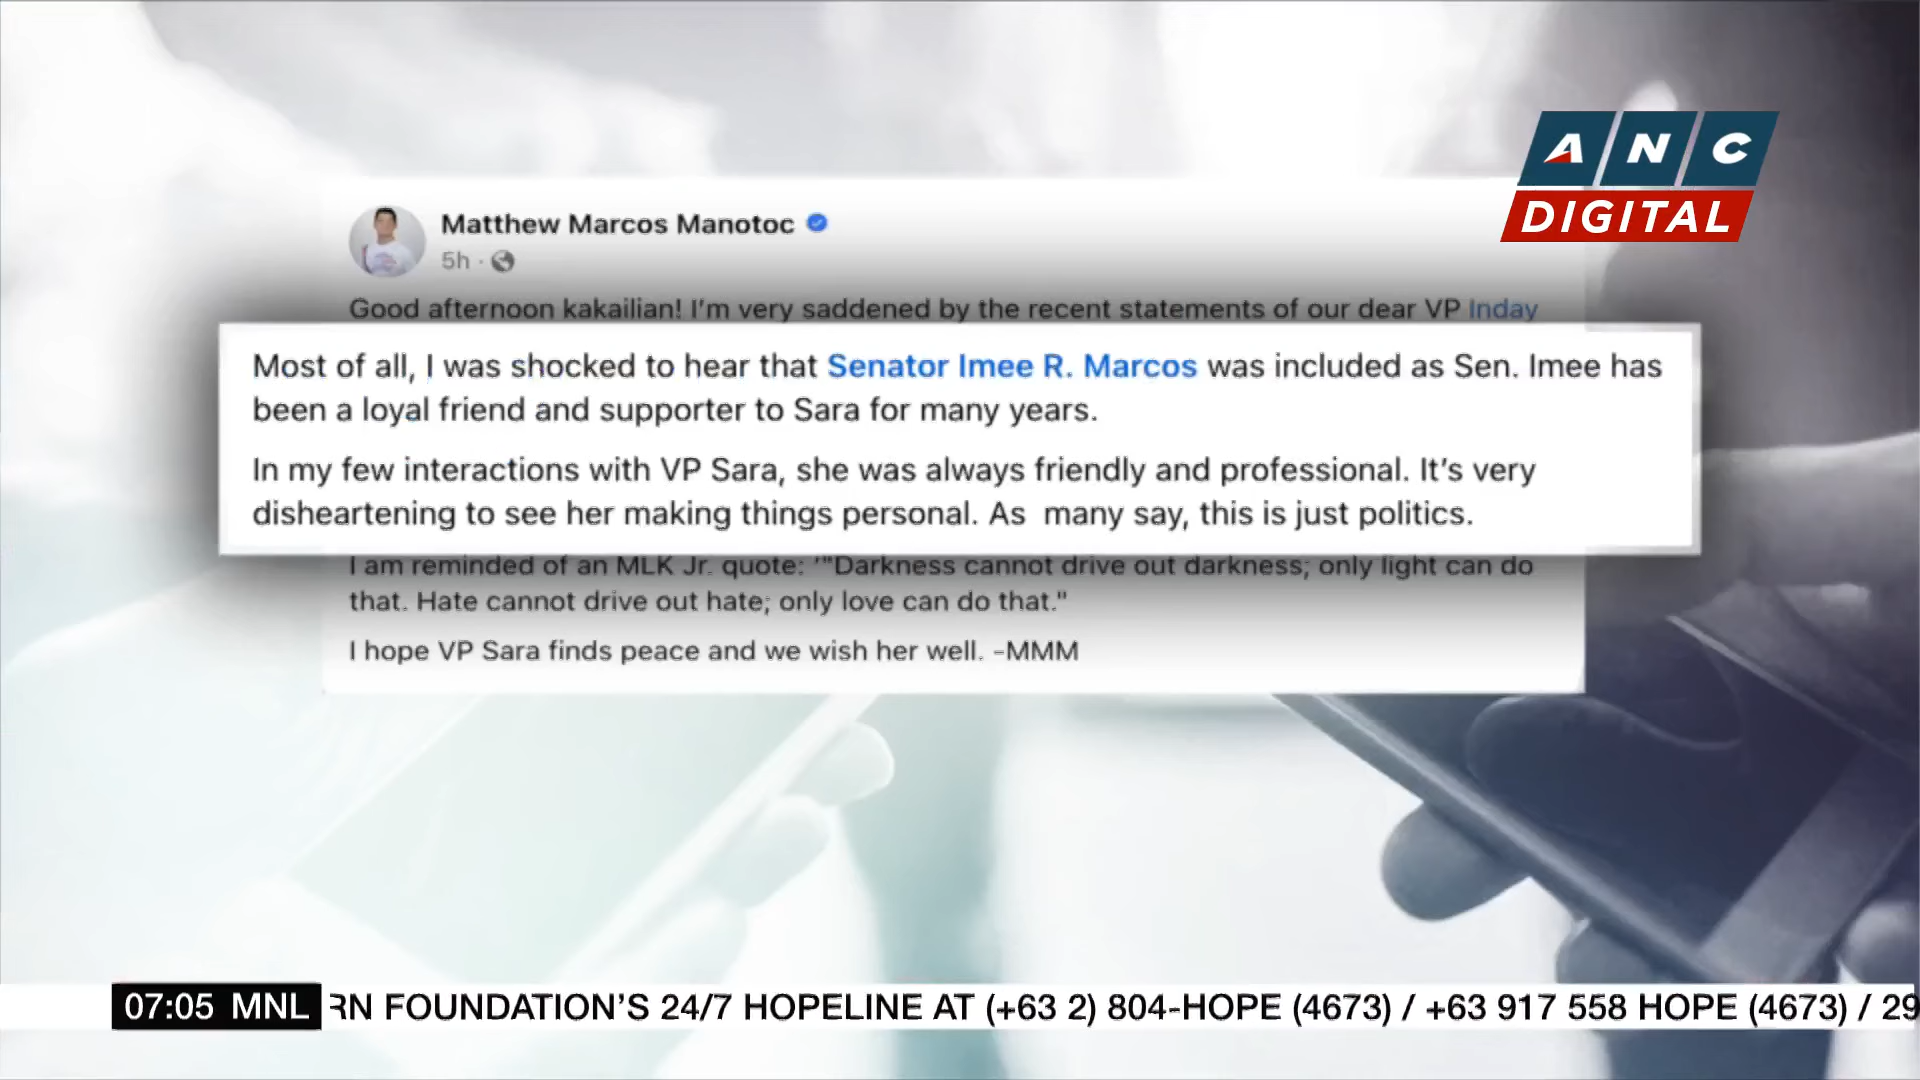 ANC
DIGITAL
Matthew Marcos Manotoc
5h ·
Good afternoon kakailian! I'm very saddened by the recent statements of our dear VP Inday
Most of all, I was shocked to hear that Senator Imee R. Marcos was included as Sen. Imee has
been a loyal friend and supporter to Sara for many years.
In my few interactions with VP Sara, she was always friendly and professional. It's very
disheartening to see her making things personal. As  many say, this is just politics.
I am reminded of an MLK Jr. quote: '"Darkness cannot drive out darkness; only light can do
that. Hate cannot drive out hate; only love can do that."
I hope VP Sara finds peace and we wish her well. -MMM
07:05 MNL RN FOUNDATION'S 24/7 HOPELINE AT (+63 2) 804-HOPE (4673) / +63 917 558 HOPE (4673) / 29